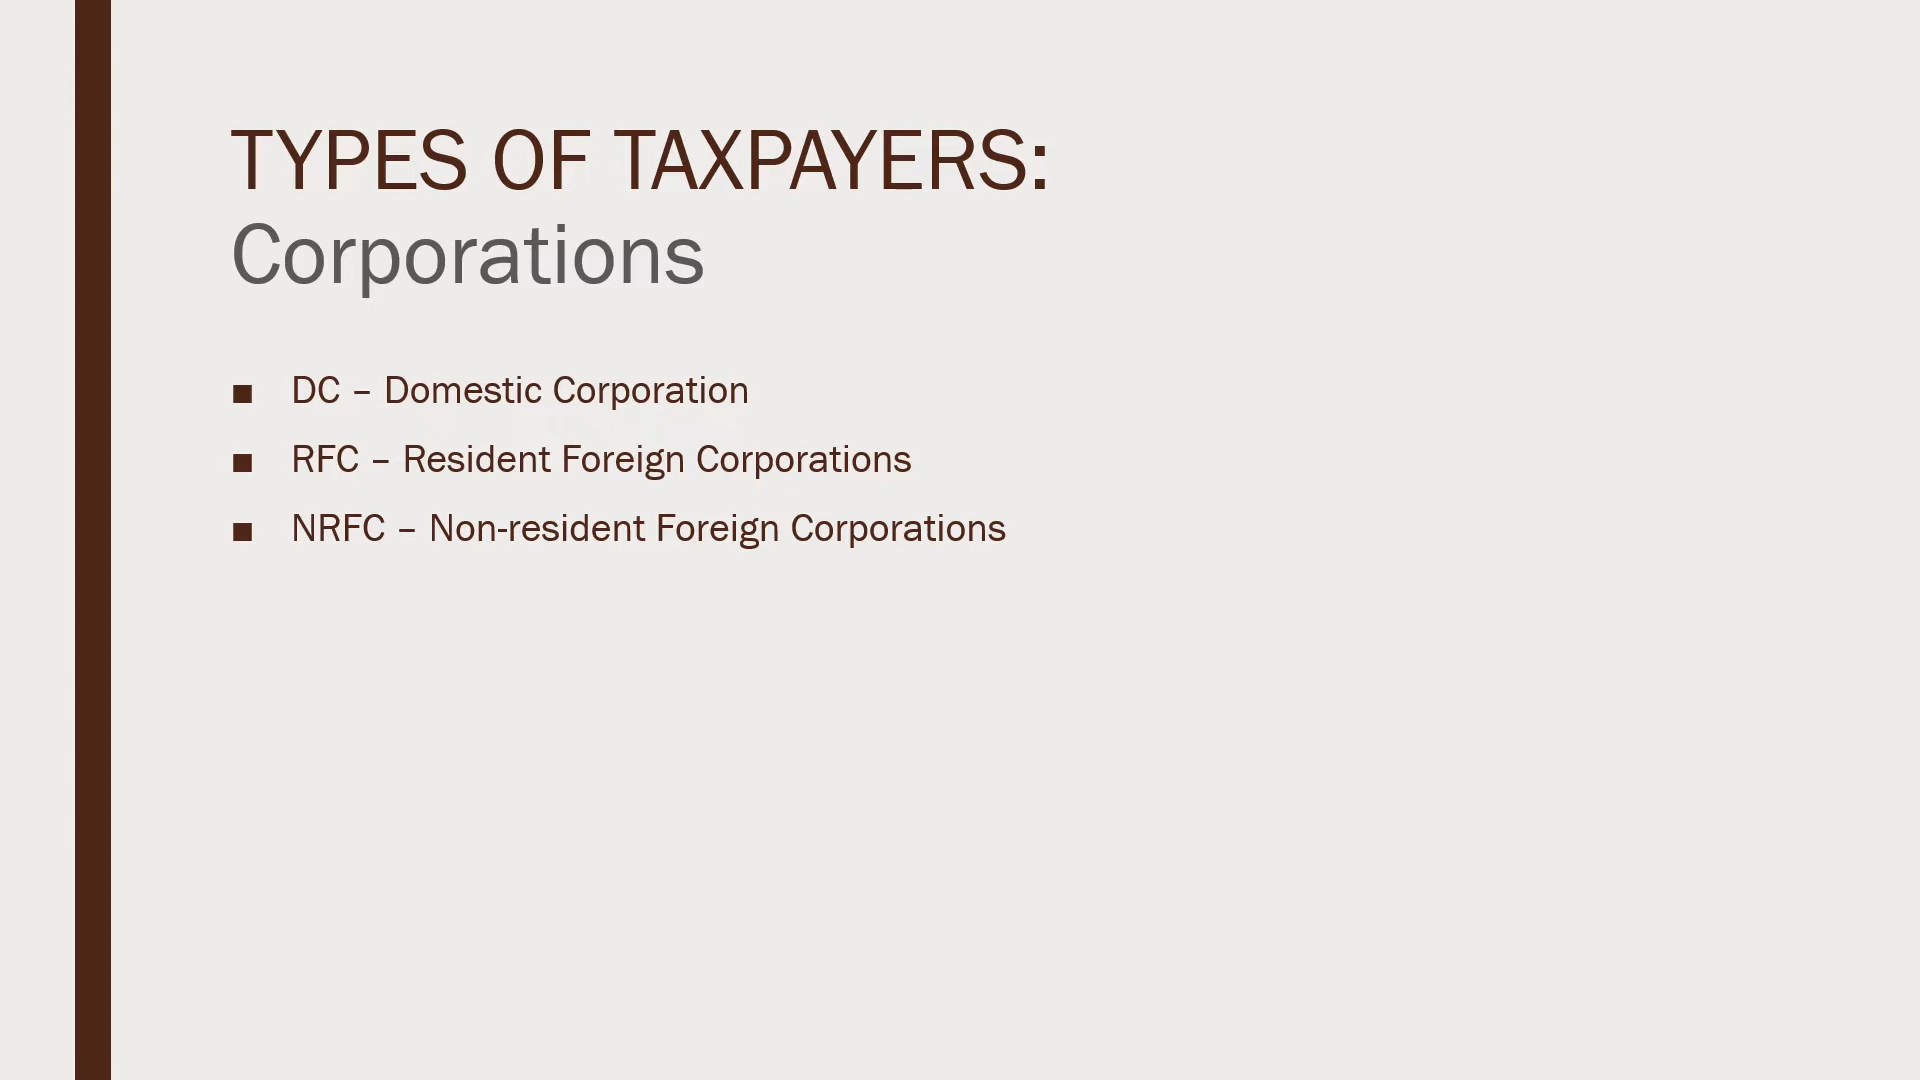 TYPES OF TAXPAYERS:
Corporations
■ DC – Domestic Corporation
■ RFC – Resident Foreign Corporations
■ NRFC – Non-resident Foreign Corporations